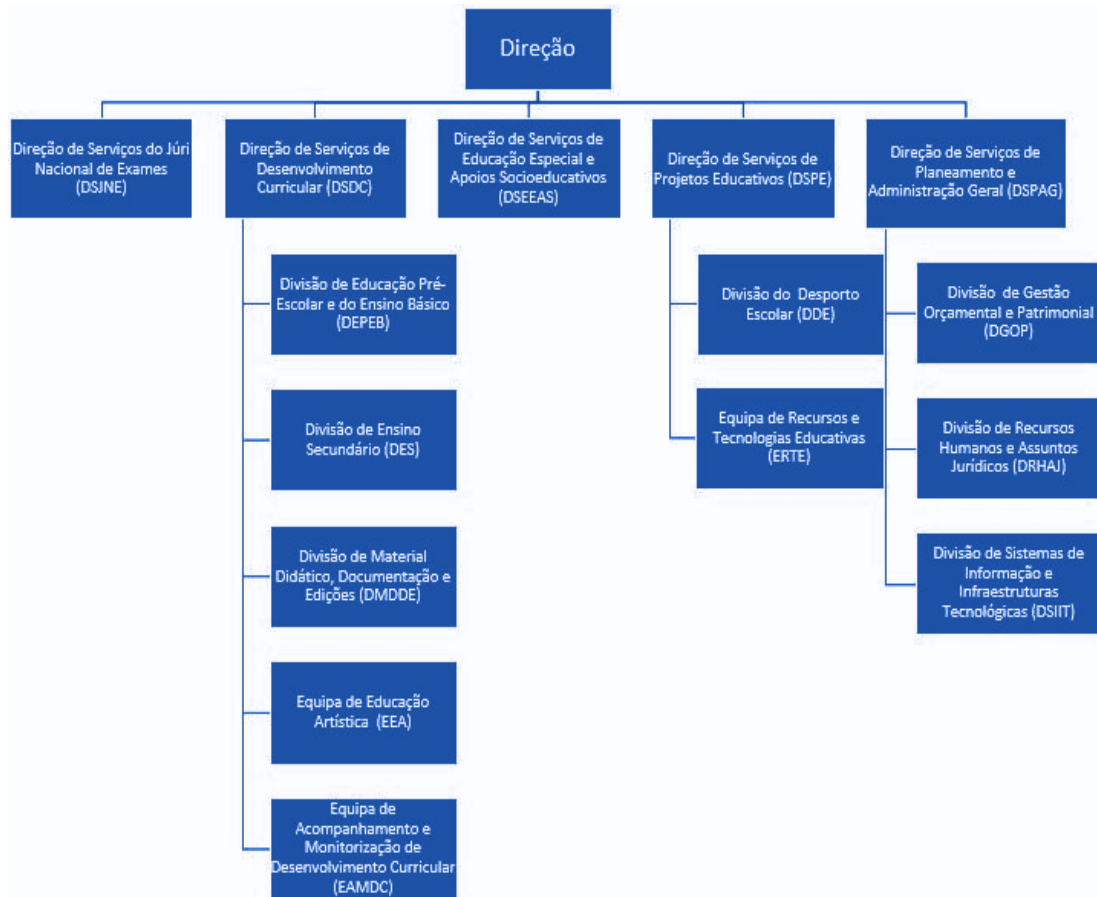 Direção
Direção de Serviços do Júri
Nacional de Exames
(DSJNE)
Direção de Serviços de
Desenvolvimento
Curricular (DSDC)
Direção de Serviços de
Educação Especial e
Apoios Socioeducativos
(DSEEAS)
Direção de Serviços de
Projetos Educativos (DSPE)
Direção de Serviços de
Planeamento e
Administração Geral (DSPAG)
Divisão de Educação Pré-
Escolar e do Ensino Básico
(DEPEB)
Divisão de Ensino
Secundário (DES)
Divisão de Material
Didático, Documentação e
Edições (DMDDE)
Equipa de Educação
Artística (EEA)
Equipa de
Acompanhamento e
Monitorização de
Desenvolvimento Curricular
(EAMDC)
Divisão do Desporto
Escolar (DDE)
Equipa de Recursos e
Tecnologias Educativas
(ERTE)
Divisão de Gestão
Orçamental e Patrimonial
(DGOP)
Divisão de Recursos
Humanos e Assuntos
Jurídicos (DRHAJ)
Divisão de Sistemas de
Informação e
Infraestruturas
Tecnológicas (DSIIT)